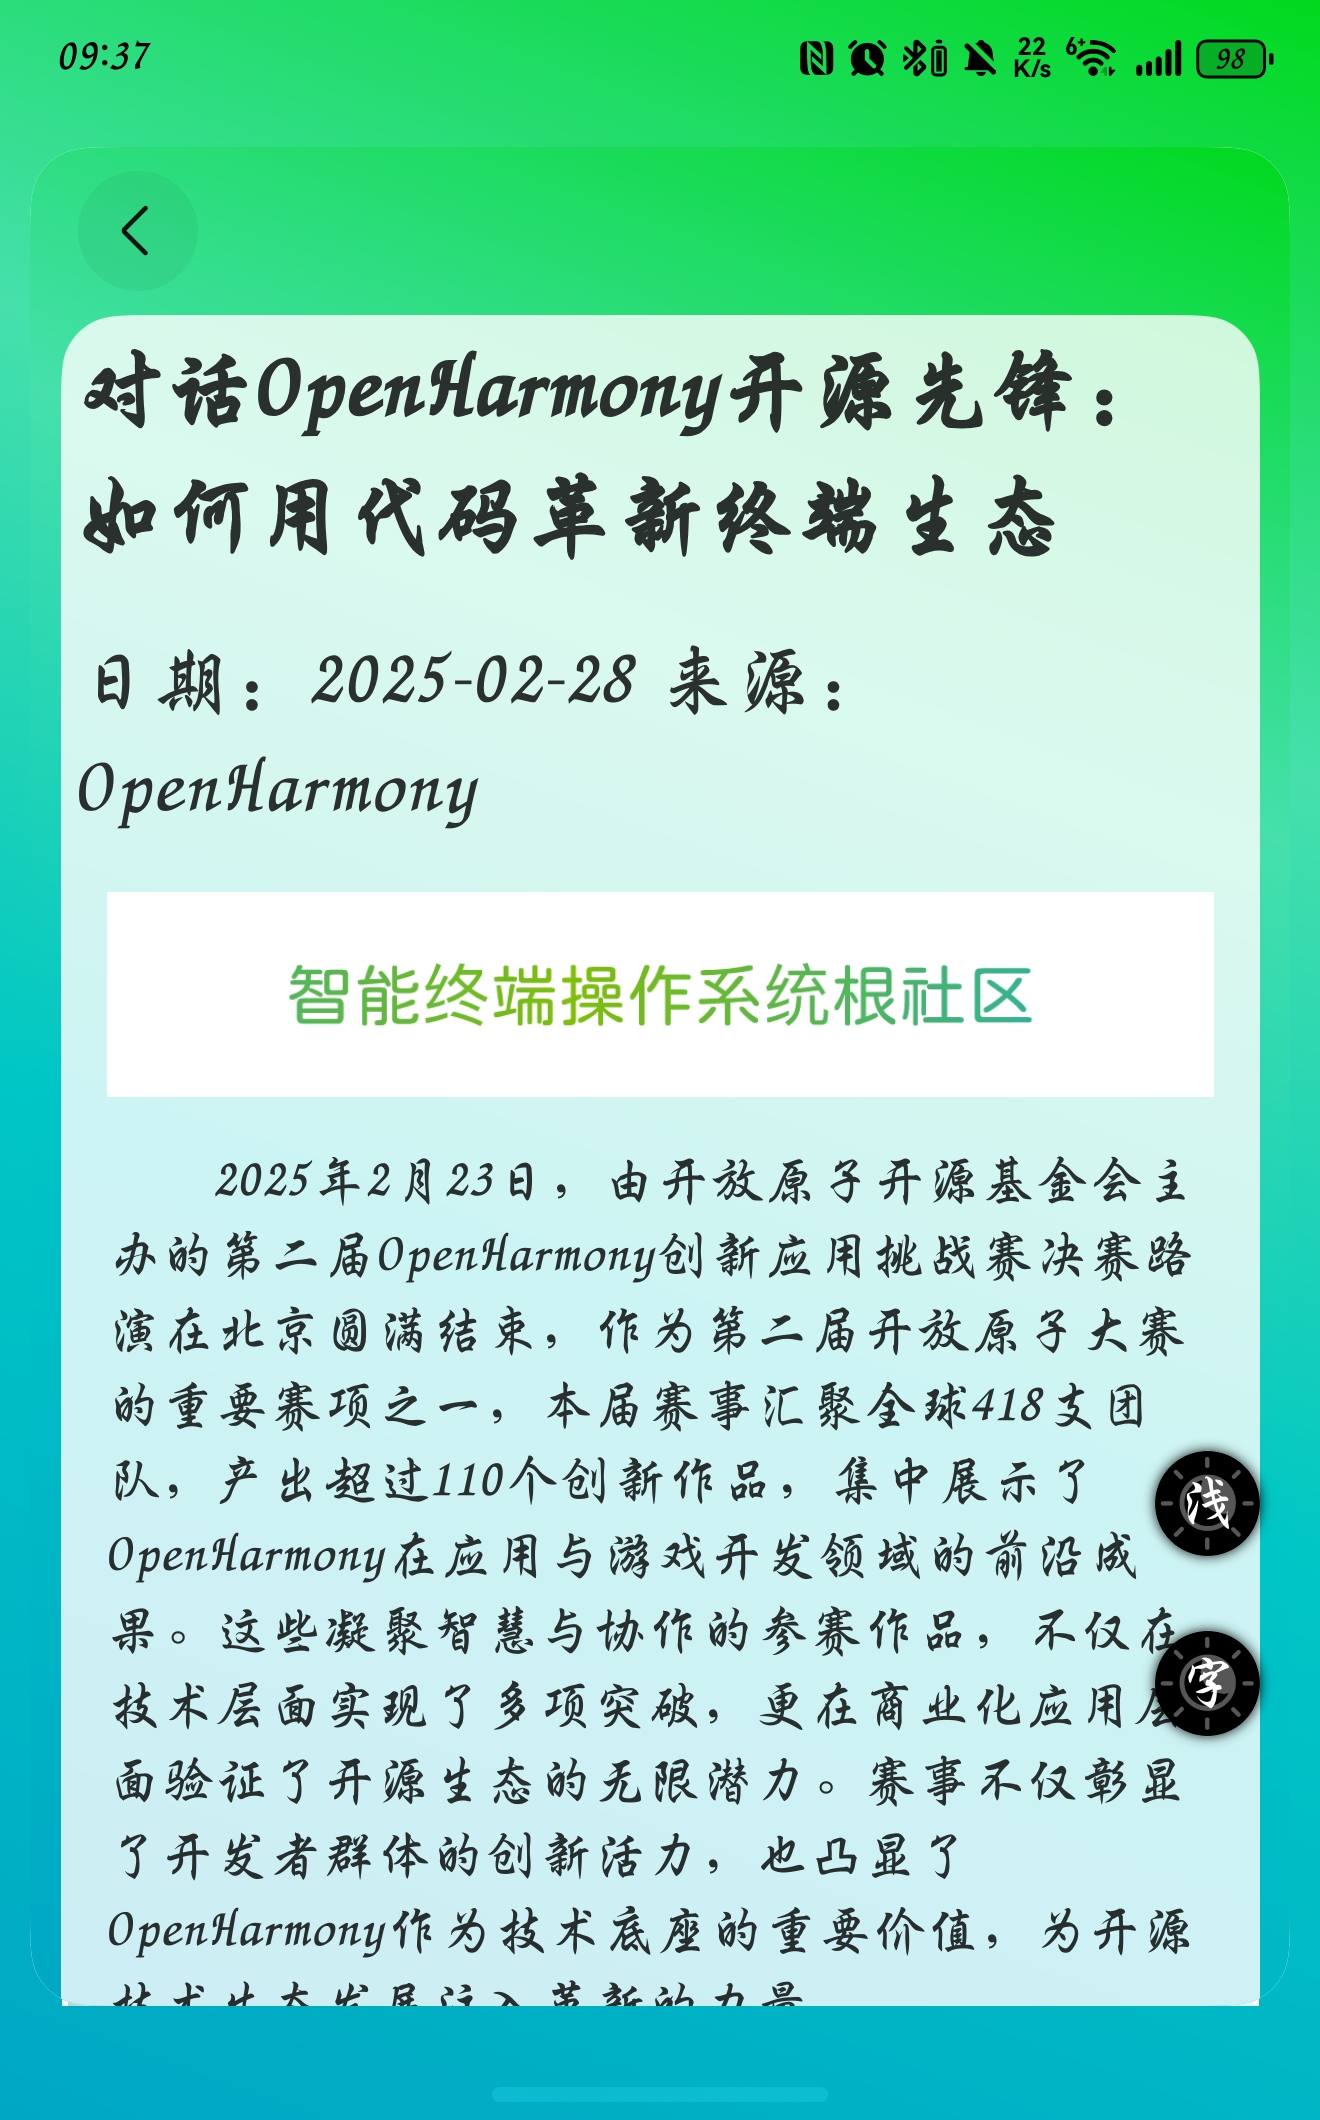 09:37
22
K/s
6+
98
对话OpenHarmony开源先锋：
如何用代码革新终端生态
日期：2025-02-28 来源：
OpenHarmony
智能终端操作系统根社区
2025年2月23日，由开放原子开源基金会主
办的第二届OpenHarmony创新应用挑战赛决赛路
演在北京圆满结束，作为第二届开放原子大赛
的重要赛项之一，本届赛事汇聚全球418支团
队，产出超过110个创新作品，集中展示了
OpenHarmony在应用与游戏开发领域的前沿成
果。这些凝聚智慧与协作的参赛作品，不仅在
技术层面实现了多项突破，更在商业化应用层
面验证了开源生态的无限潜力。赛事不仅彰显
了开发者群体的创新活力，也凸显了
OpenHarmony作为技术底座的重要价值，为开源
技术生态发展注入革新的力量
浅
字